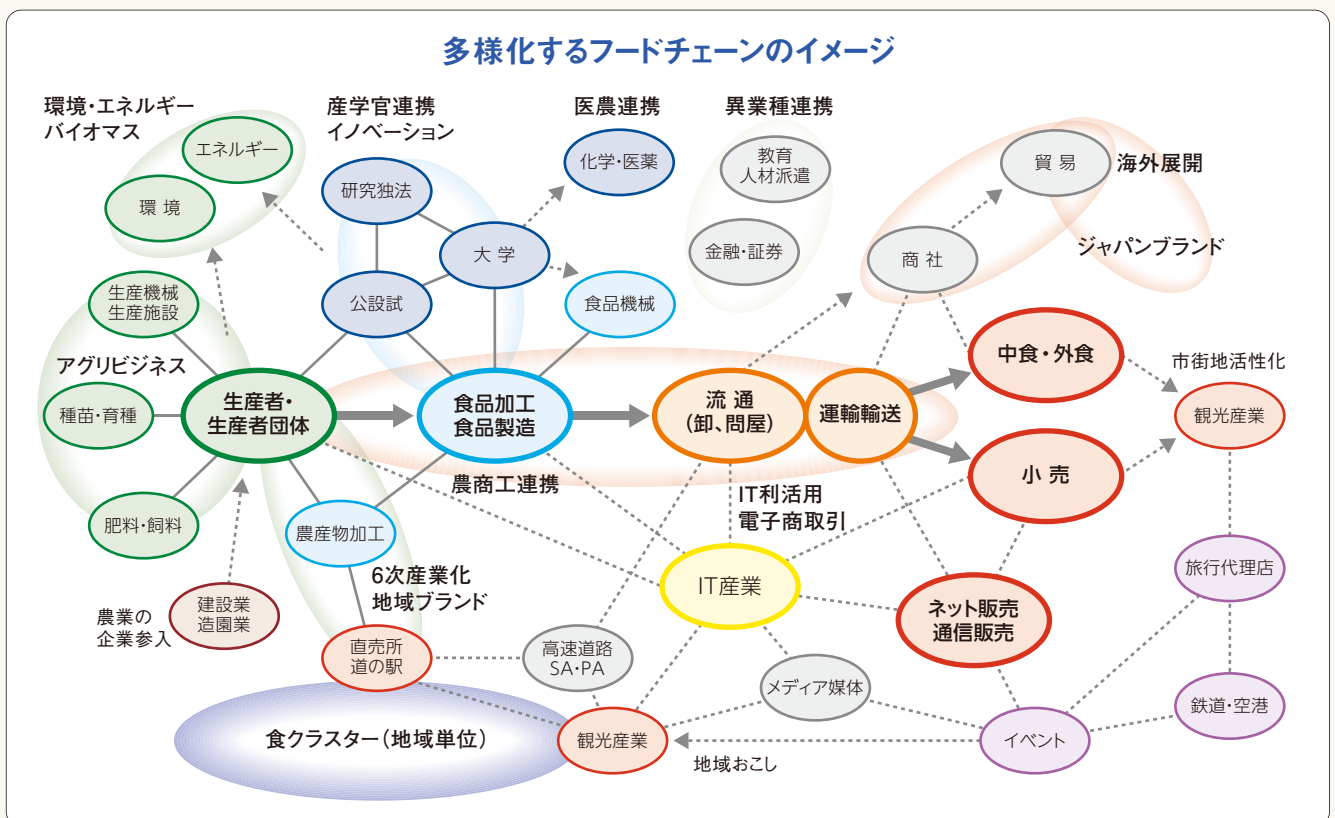 多様化するフードチェーンのイメージ
環境・エネルギー
バイオマス
産学官連携
イノベーション
医農連携
異業種連携
エネルギー
環 境
研究独法
大 学
公設試
化学・医薬
食品機械
教育
人材派遣
金融・証券
貿 易
海外展開
商 社
ジャパンブランド
生産機械
生産施設
アグリビジネス
種苗・育種
肥料・飼料
生産者・
生産者団体
食品加工
食品製造
流 通
(卸、問屋)
運輸輸送
中食・外食
小 売
市街地活性化
観光産業
農商工連携
IT利活用
電子商取引
農産物加工
6次産業化
地域ブランド
IT産業
ネット販売
通信販売
旅行代理店
農業の
企業参入
建設業
造園業
直売所
道の駅
高速道路
SA・PA
メディア媒体
鉄道・空港
食クラスター(地域単位)
観光産業
地域おこし
イベント